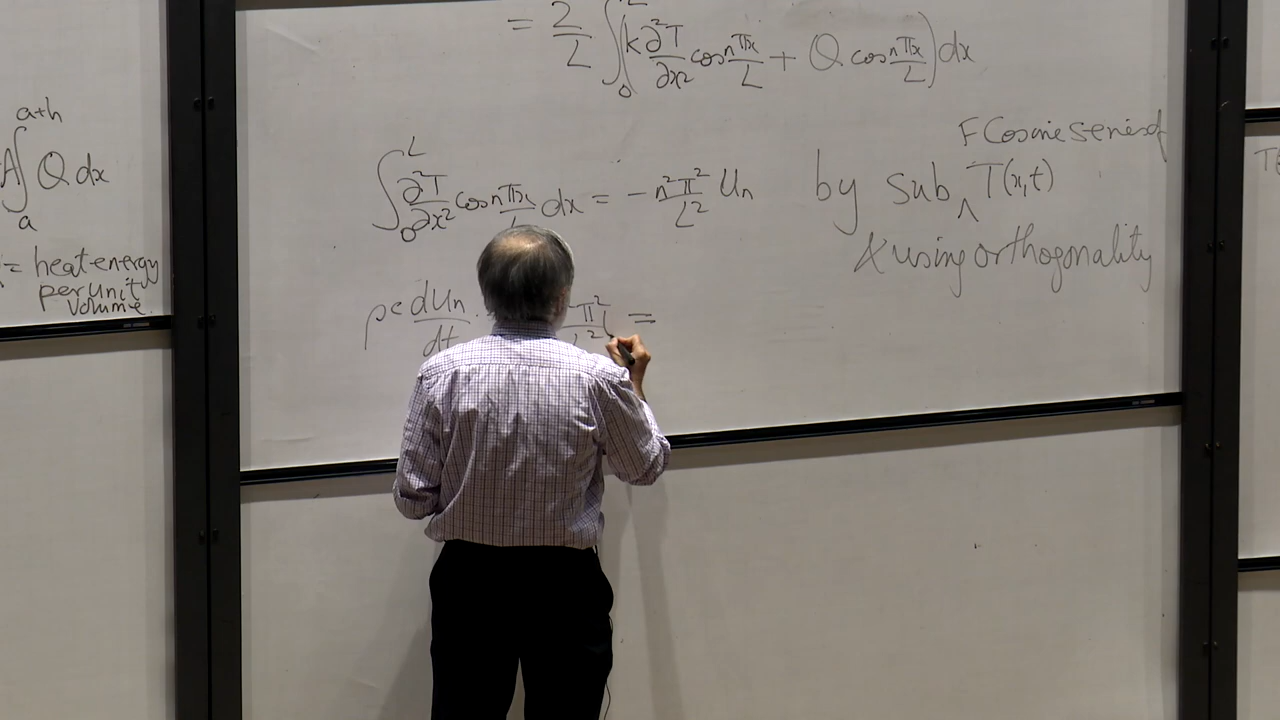 a+h
A∫ Q dx
a
= heat energy
per unit
volume
= 2/L ∫₀ᴸ (k ∂²T/∂x² cos nπx/L + Q cos nπx/L) dx
F Cosine series of
∫₀ᴸ ∂²T/∂x² cos nπx/L dx = - n²π²/L² Un by sub ^ T(x,t)
& using orthogonality
ρc dUn/dt π²/L² =